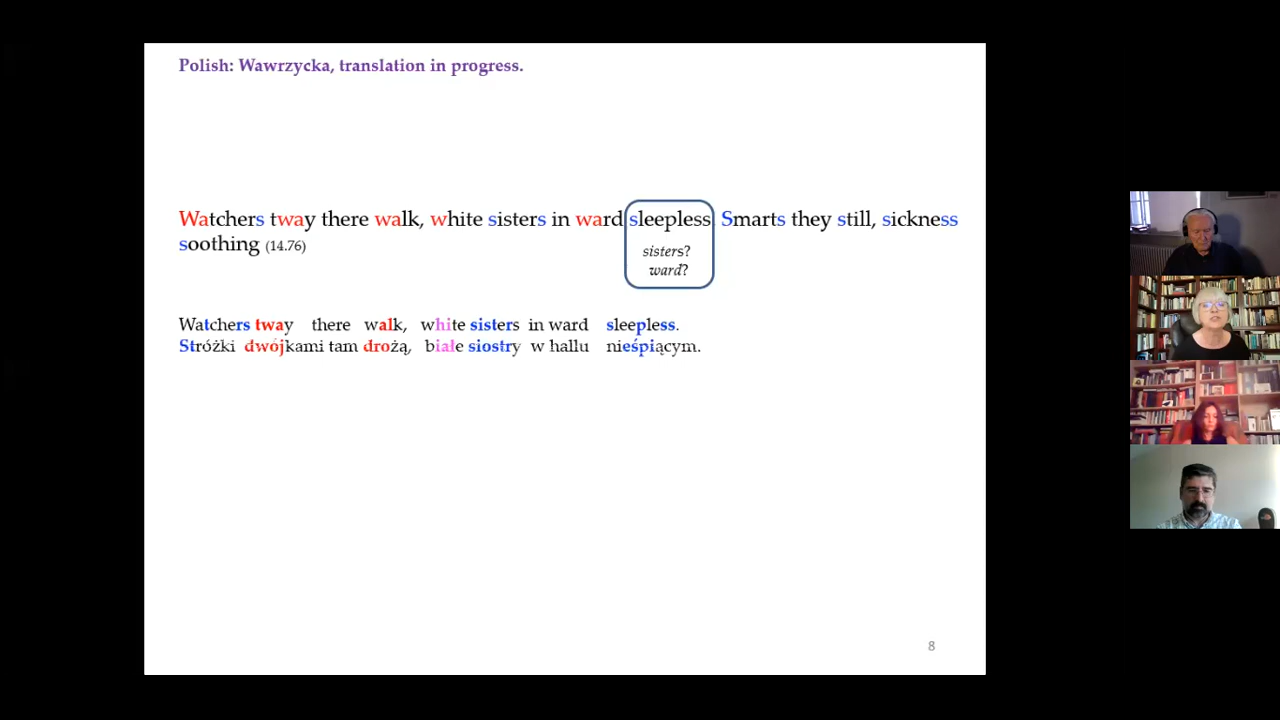 Polish: Wawrzycka, translation in progress.
Watchers tway there walk, white sisters in ward sleepless. Smarts they still, sickness
soothing (14.76)
sisters?
ward?
Watchers tway there walk, white sisters in ward sleepless.
Stróżki dwójkami tam drożą, białe siostry w hallu nieśpiącym.
8